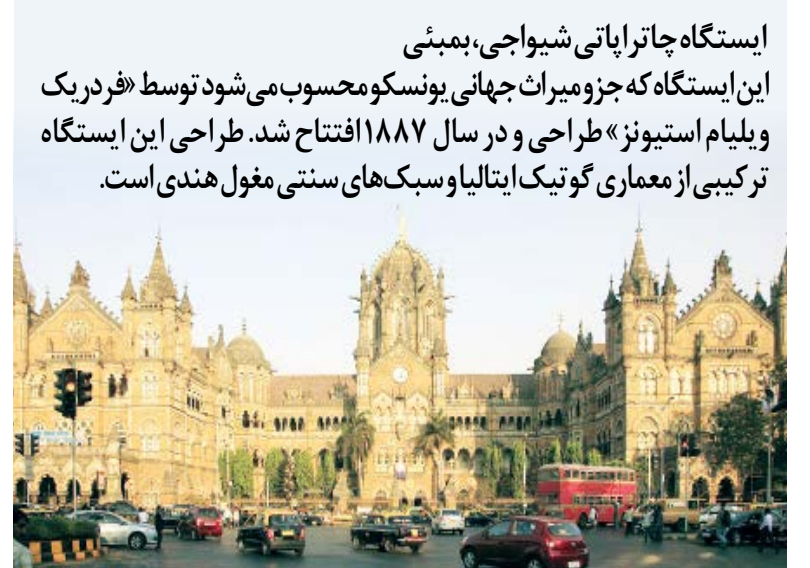 ایستگاه چاتراپاتی شیواجی، بمبئی
این ایستگاه که جزو میراث جهانی یونسکو محسوب می‌شود توسط «فردریک
ویلیام استیونز» طراحی و در سال ۱۸۸۷ افتتاح شد. طراحی این ایستگاه
ترکیبی از معماری گوتیک ایتالیا و سبک‌های سنتی مغول هندی است.